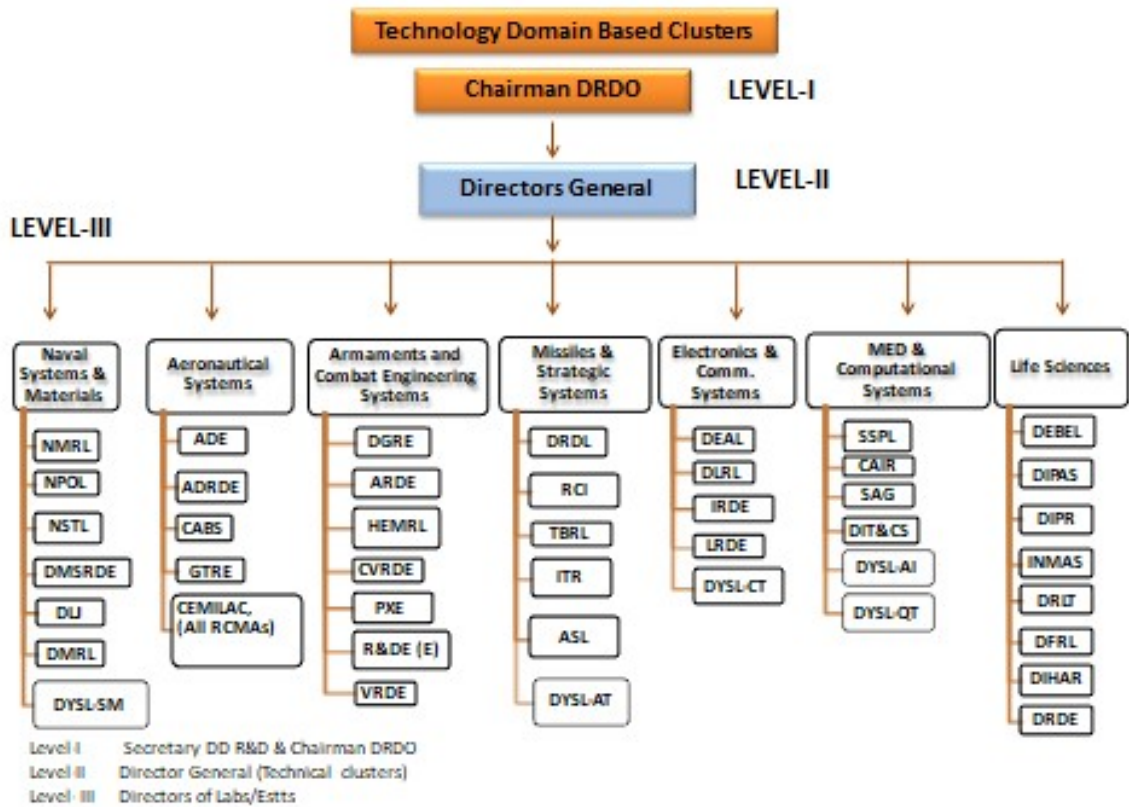 Technology Domain Based Clusters
Chairman DRDO
LEVEL-I
Directors General
LEVEL-II
LEVEL-III
Naval
Systems &
Materials
NMRL
NPOL
NSTL
DMSRDE
DLJ
DMRL
DYSL-SM
Aeronautical
Systems
ADE
ADRDE
CABS
GTRE
CEMILAC,
(All RCMAs)
Armaments and
Combat Engineering
Systems
DGRE
ARDE
HEMRL
CVRDE
PXE
R&DE (E)
VRDE
Missiles &
Strategic
Systems
DRDL
RCI
TBRL
ITR
ASL
DYSL-AT
Electronics &
Comm.
Systems
DEAL
DLRL
IRDE
LRDE
DYSL-CT
MED &
Computational
Systems
SSPL
CAIR
SAG
DIT&CS
DYSL-AI
DYSL-QT
Life Sciences
DEBEL
DIPAS
DIPR
INMAS
DRLT
DFRL
DIHAR
DRDE
Level-I Secretary DD R&D & Chairman DRDO
Level-II Director General (Technical clusters)
Level- III Directors of Labs/Estts